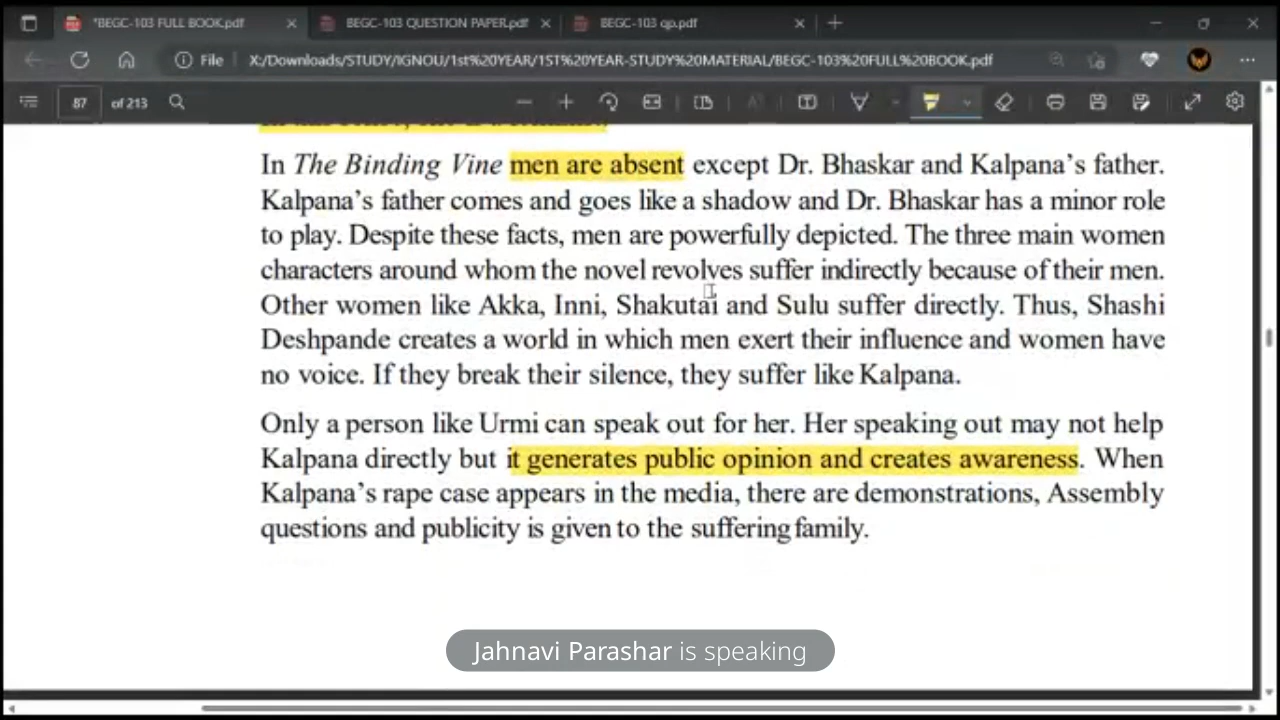 *BEGC-103 FULL BOOK.pdf
BEGC-103 QUESTION PAPER.pdf
BEGC-103 qp.pdf
File X:/Downloads/STUDY/IGNOU/1st%20YEAR/1ST%20YEAR-STUDY%20MATERIAL/BEGC-103%20FULL%20BOOK.pdf
87 of 213
In The Binding Vine men are absent except Dr. Bhaskar and Kalpana's father.
Kalpana's father comes and goes like a shadow and Dr. Bhaskar has a minor role
to play. Despite these facts, men are powerfully depicted. The three main women
characters around whom the novel revolves suffer indirectly because of their men.
Other women like Akka, Inni, Shakutai and Sulu suffer directly. Thus, Shashi
Deshpande creates a world in which men exert their influence and women have
no voice. If they break their silence, they suffer like Kalpana.
Only a person like Urmi can speak out for her. Her speaking out may not help
Kalpana directly but it generates public opinion and creates awareness. When
Kalpana's rape case appears in the media, there are demonstrations, Assembly
questions and publicity is given to the suffering family.
Jahnavi Parashar is speaking